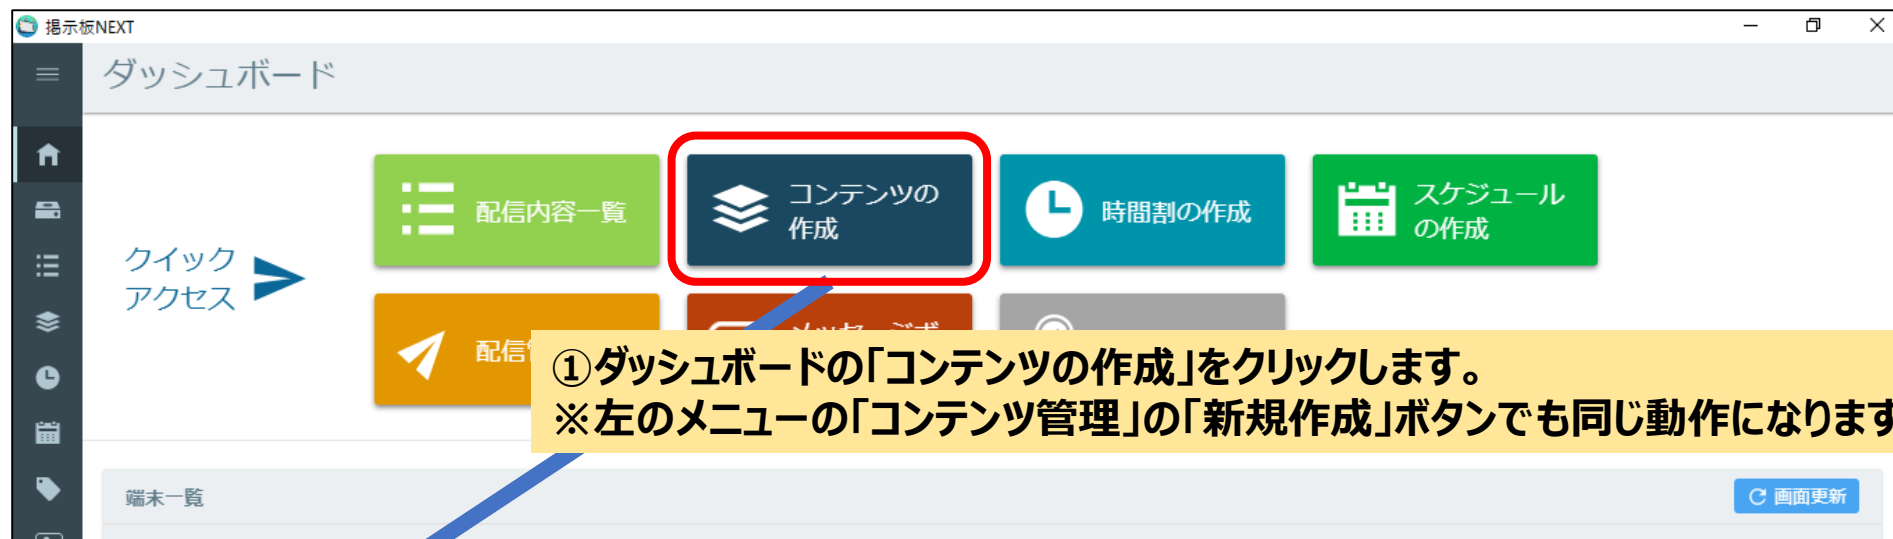 掲示板NEXT
ダッシュボード
クイック
アクセス
配信内容一覧
コンテンツの
作成
時間割の作成
スケジュール
の作成
配信
①ダッシュボードの「コンテンツの作成」をクリックします。
※左のメニューの「コンテンツ管理」の「新規作成」ボタンでも同じ動作になります
端末一覧
画面更新